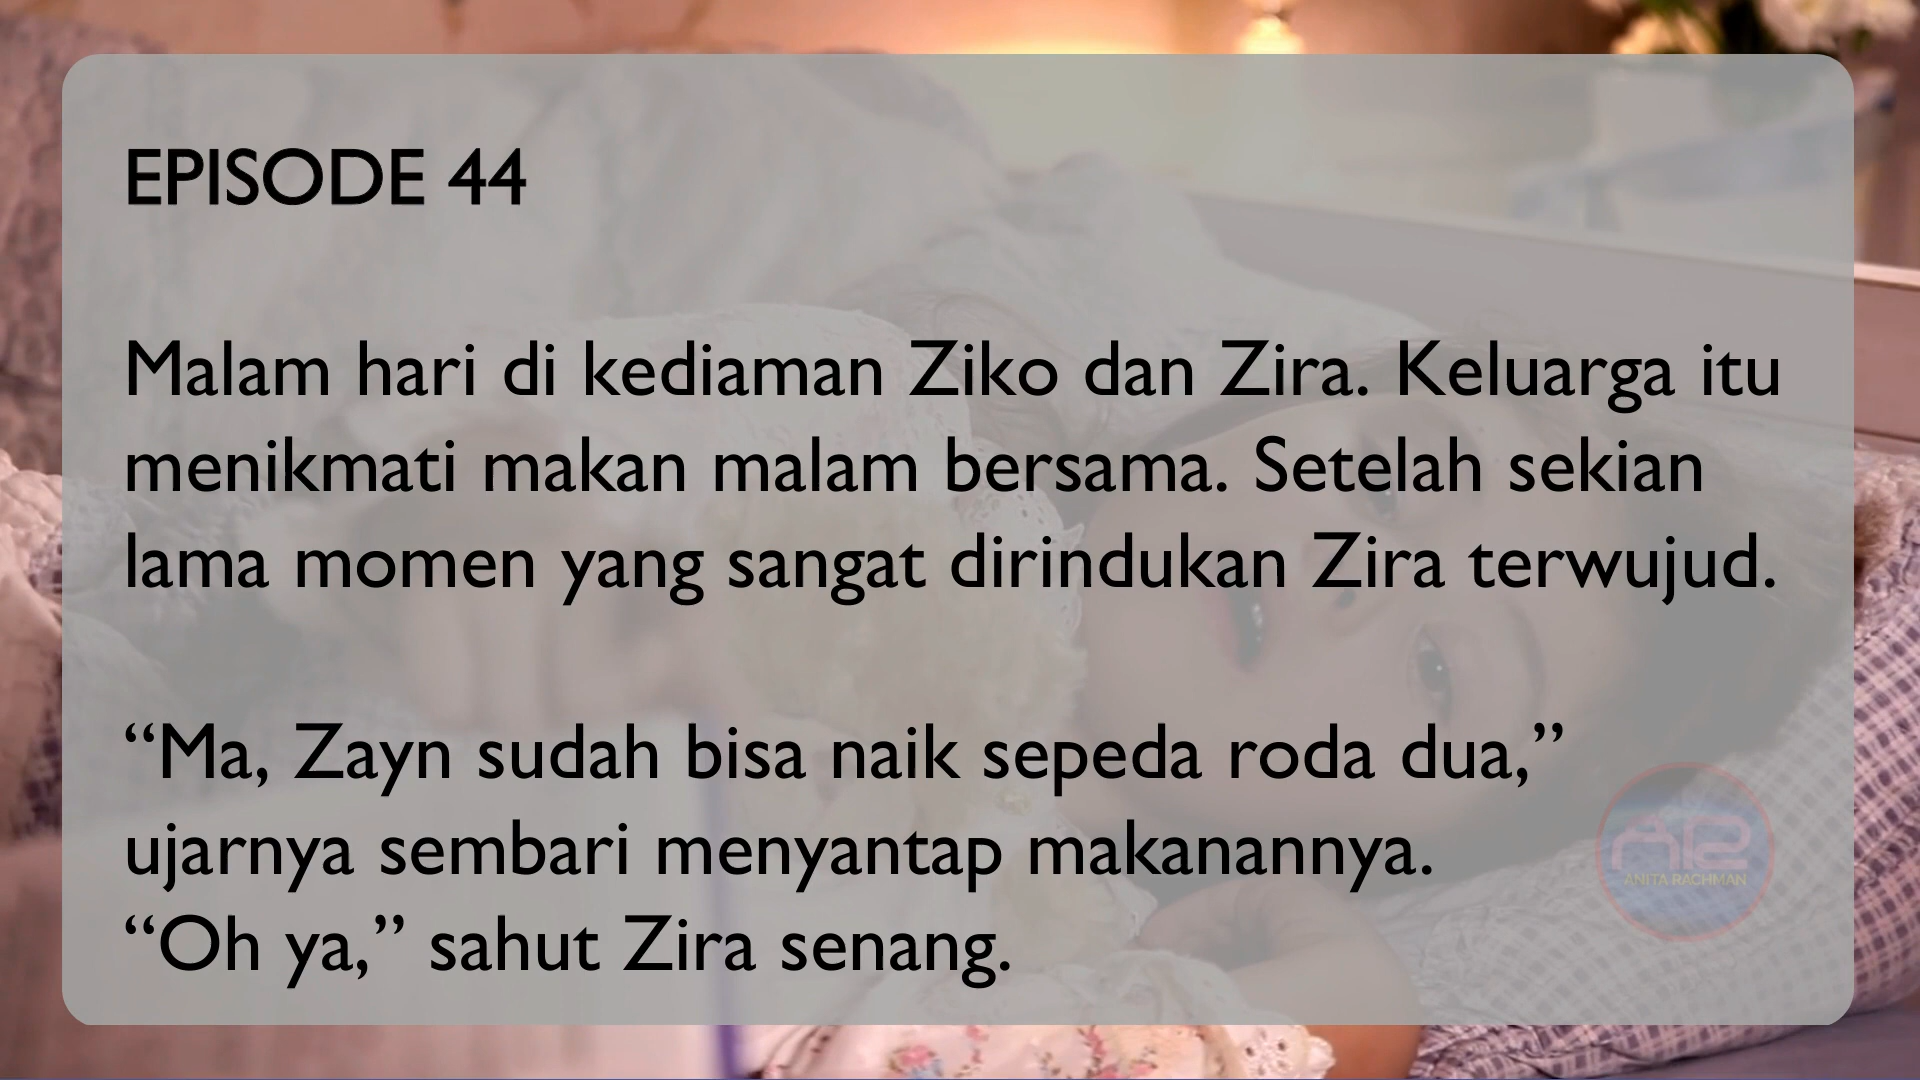 EPISODE 44
Malam hari di kediaman Ziko dan Zira. Keluarga itu
menikmati makan malam bersama. Setelah sekian
lama momen yang sangat dirindukan Zira terwujud.
“Ma, Zayn sudah bisa naik sepeda roda dua,”
ujarnya sembari menyantap makanannya.
“Oh ya,” sahut Zira senang.
AR
ANITA RACHMAN